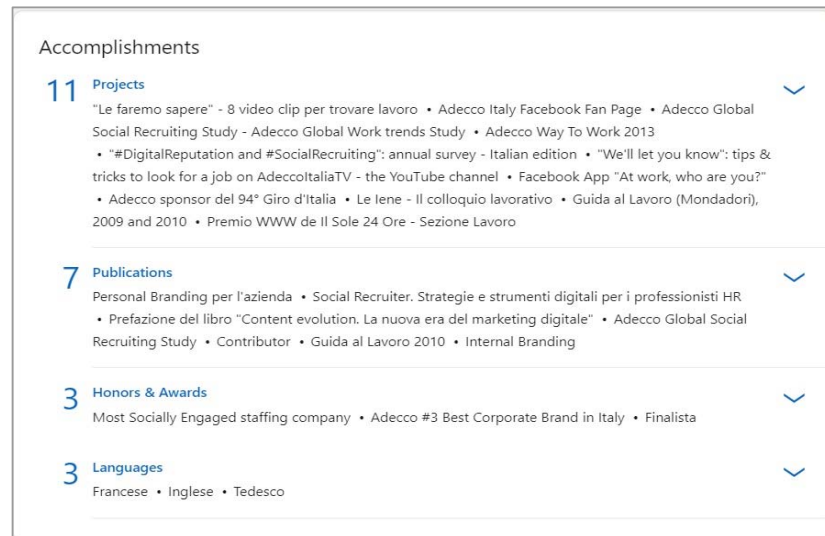 Accomplishments
11 Projects
"Le faremo sapere" - 8 video clip per trovare lavoro • Adecco Italy Facebook Fan Page • Adecco Global
Social Recruiting Study - Adecco Global Work trends Study • Adecco Way To Work 2013
• "#DigitalReputation and #SocialRecruiting": annual survey - Italian edition • "We'll let you know": tips &
tricks to look for a job on AdeccoItaliaTV - the YouTube channel • Facebook App "At work, who are you?"
• Adecco sponsor del 94° Giro d'Italia • Le Iene - Il colloquio lavorativo • Guida al Lavoro (Mondadori),
2009 and 2010 • Premio WWW de Il Sole 24 Ore - Sezione Lavoro
7 Publications
Personal Branding per l'azienda • Social Recruiter. Strategie e strumenti digitali per i professionisti HR
• Prefazione del libro "Content evolution. La nuova era del marketing digitale" • Adecco Global Social
Recruiting Study • Contributor • Guida al Lavoro 2010 • Internal Branding
3 Honors & Awards
Most Socially Engaged staffing company • Adecco #3 Best Corporate Brand in Italy • Finalista
3 Languages
Francese • Inglese • Tedesco